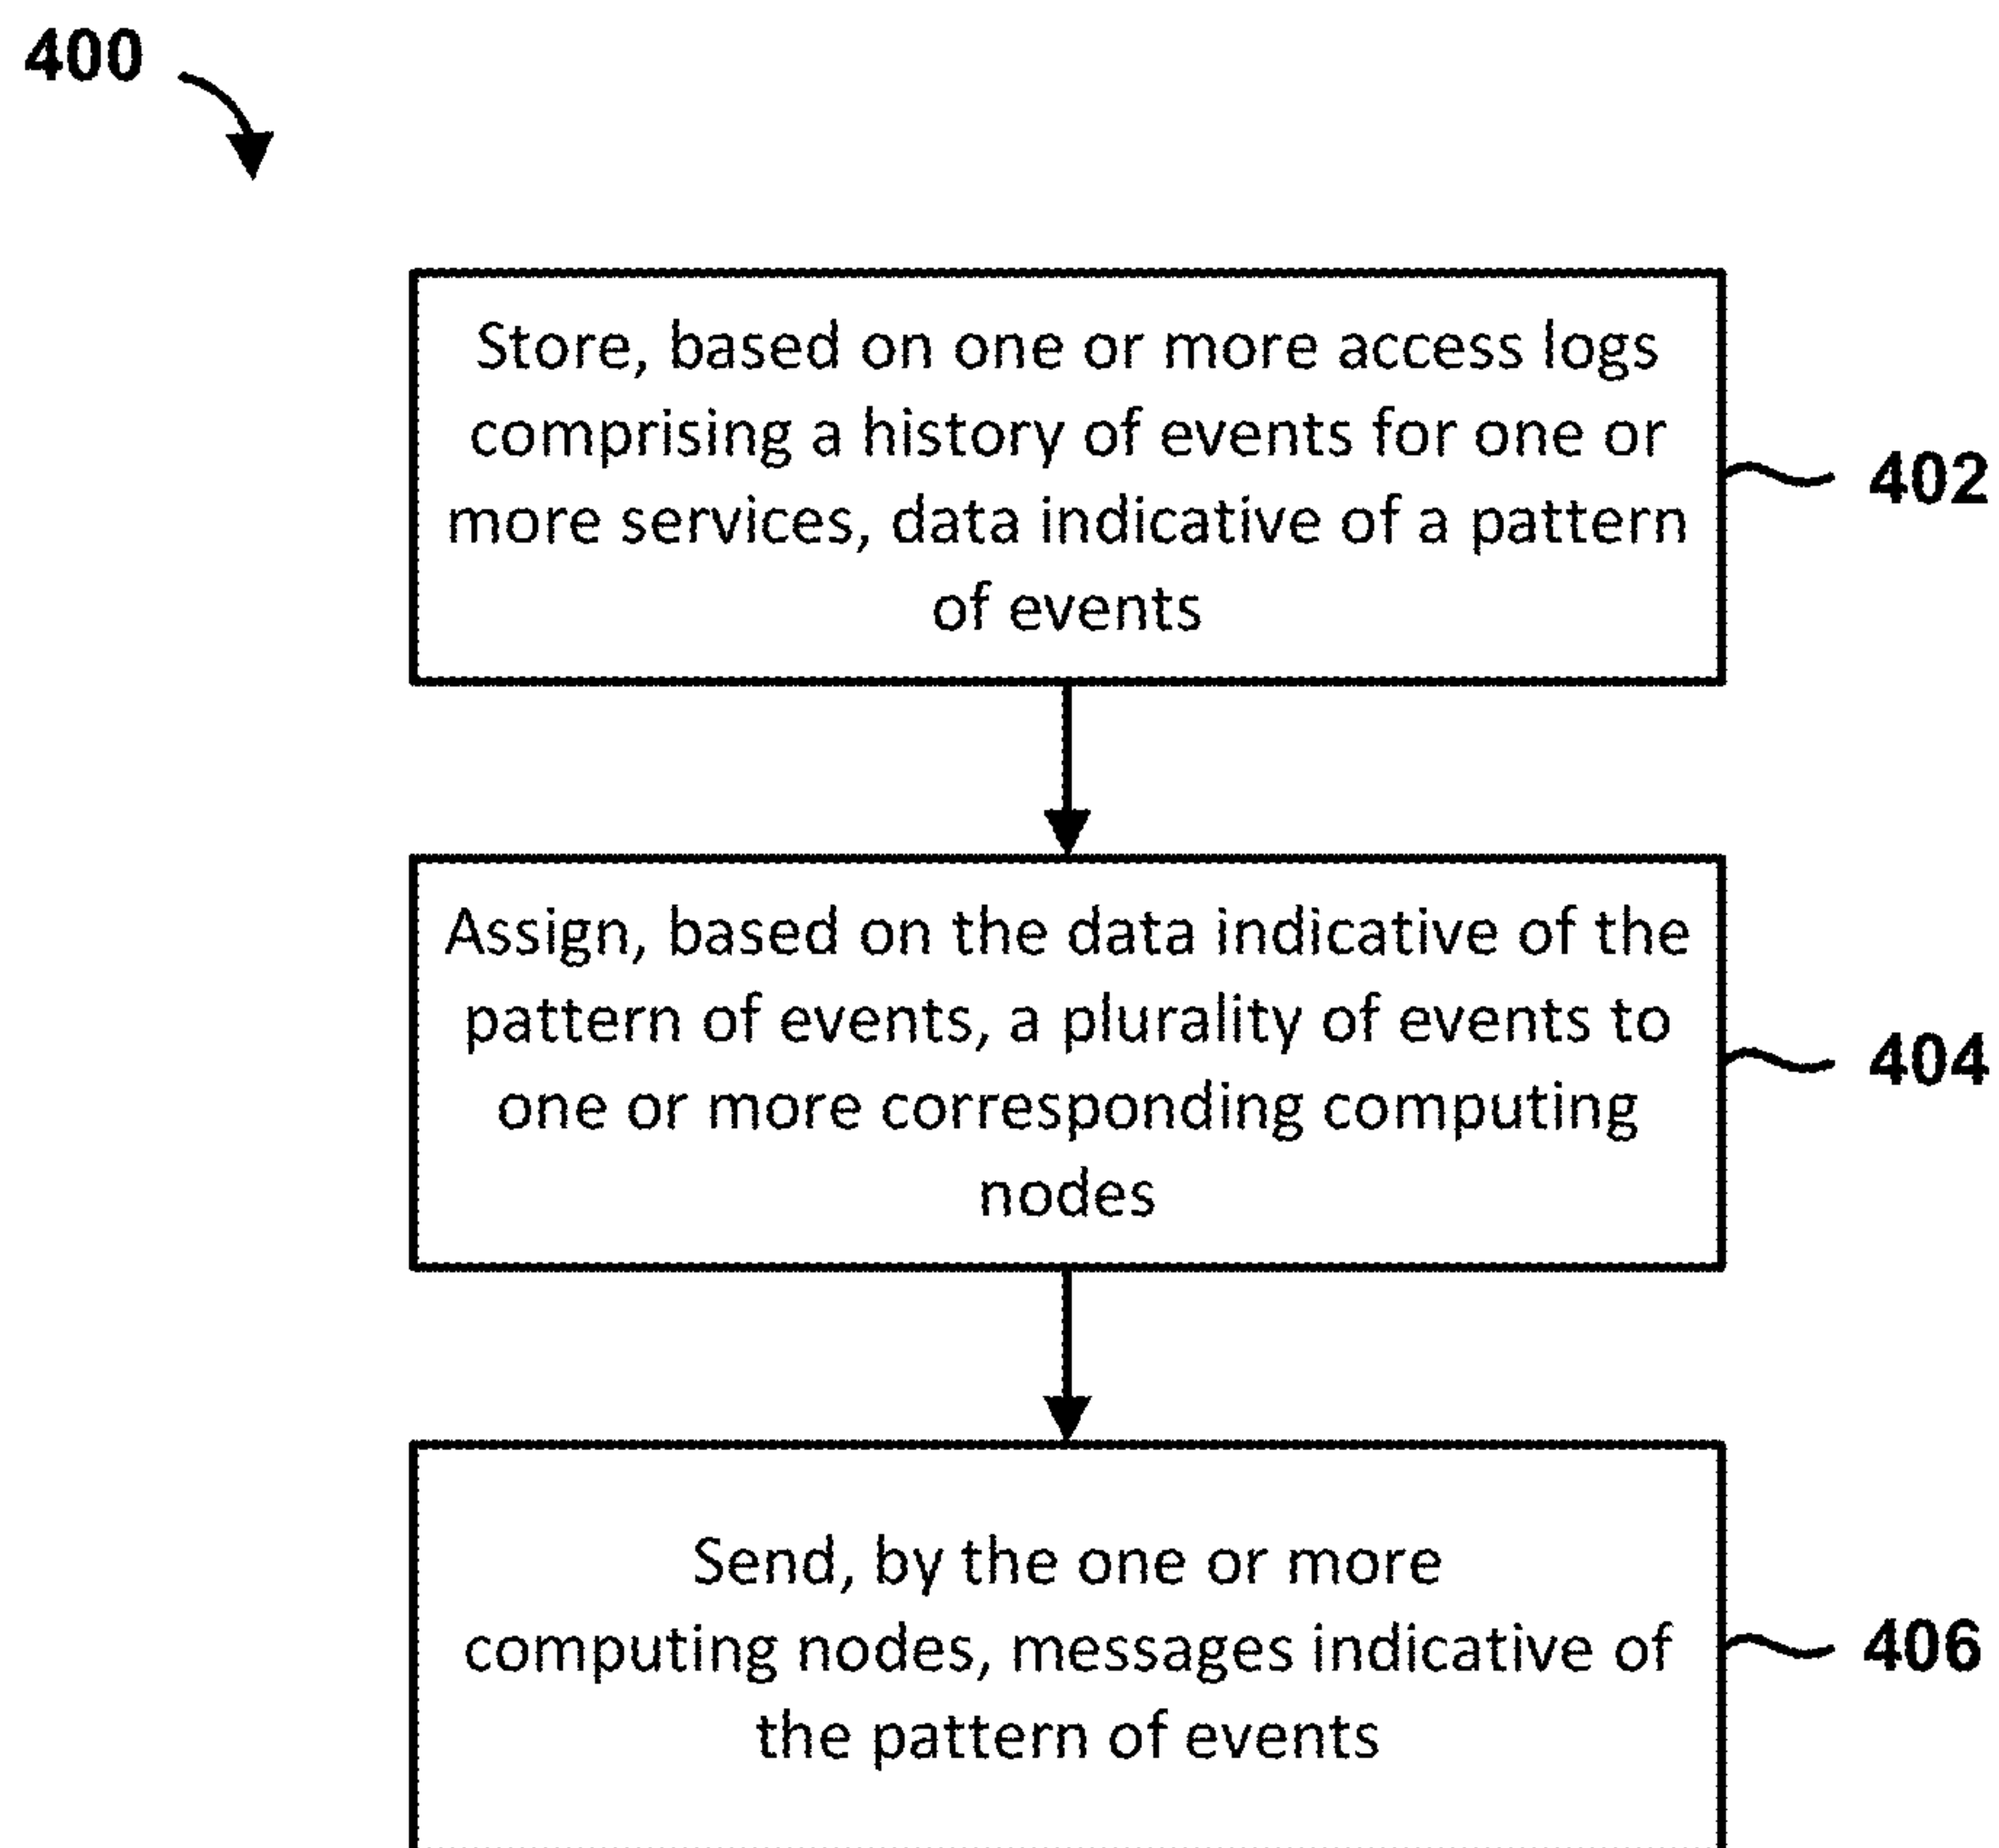 400
Store, based on one or more access logs
comprising a history of events for one or
more services, data indicative of a pattern
of events
402
Assign, based on the data indicative of the
pattern of events, a plurality of events to
one or more corresponding computing
nodes
404
Send, by the one or more
computing nodes, messages indicative of
the pattern of events
406